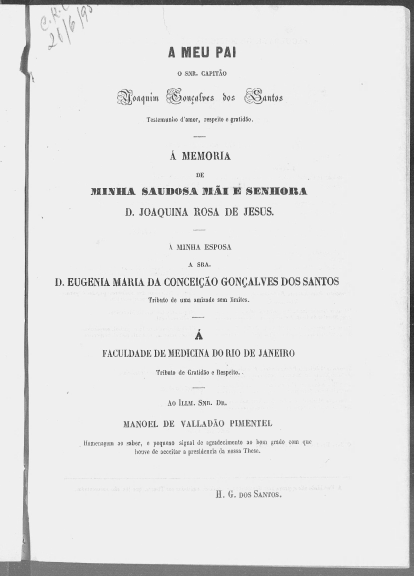 C.R.C
26/6/95
A MEU PAI
O SNR. CAPITÃO
Joaquim Gonçalves dos Santos
Testemunho d'amor, respeito e gratidão.
Á MEMORIA
DE
MINHA SAUDOSA MÃI E SENHORA
D. JOAQUINA ROSA DE JESUS.
A MINHA ESPOSA
A SRA.
D. EUGENIA MARIA DA CONCEIÇÃO GONÇALVES DOS SANTOS
Tributo de uma amizade sem limites.
Á
FACULDADE DE MEDICINA DO RIO DE JANEIRO
Tributo de Gratidão e Respeito.
AO ILLM. SNR. DR.
MANOEL DE VALLADÃO PIMENTEL
Homenagem ao saber, e pequeno signal de agradecimento ao bom grado com que
houve de acceitar a presidencia da nossa These.
H. G. DOS SANTOS.